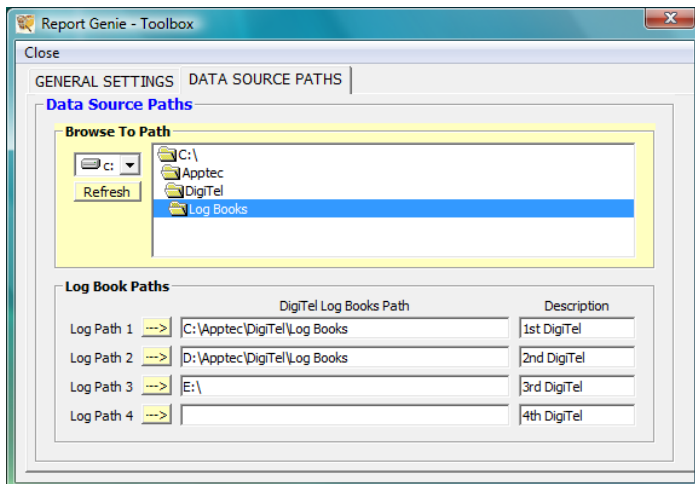 Report Genie - Toolbox
Close
GENERAL SETTINGS DATA SOURCE PATHS
Data Source Paths
Browse To Path
c:
Refresh
C:\
Apptec
DigiTel
Log Books
Log Book Paths
DigiTel Log Books Path Description
Log Path 1 ---> C:\Apptec\DigiTel\Log Books 1st DigiTel
Log Path 2 ---> D:\Apptec\DigiTel\Log Books 2nd DigiTel
Log Path 3 ---> E:\ 3rd DigiTel
Log Path 4 ---> 4th DigiTel